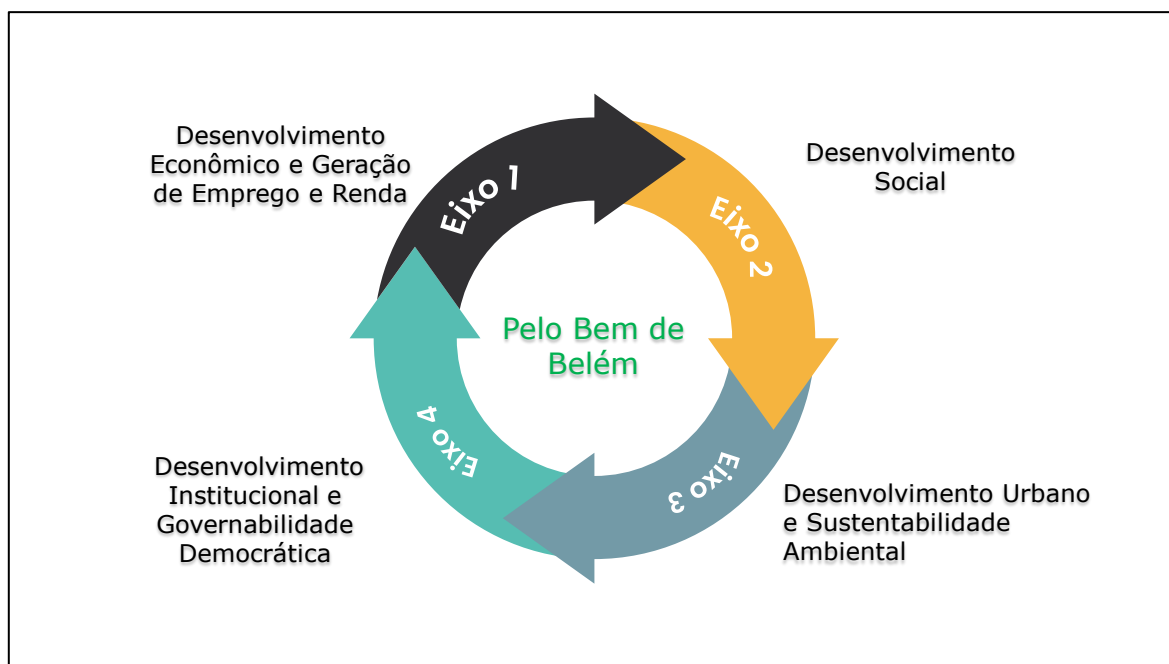 Desenvolvimento
Econômico e Geração
de Emprego e Renda
Eixo 1
Desenvolvimento
Social
Eixo 2
Pelo Bem de
Belém
Desenvolvimento Urbano
e Sustentabilidade
Ambiental
Eixo 3
Desenvolvimento
Institucional e
Governabilidade
Democrática
Eixo 4